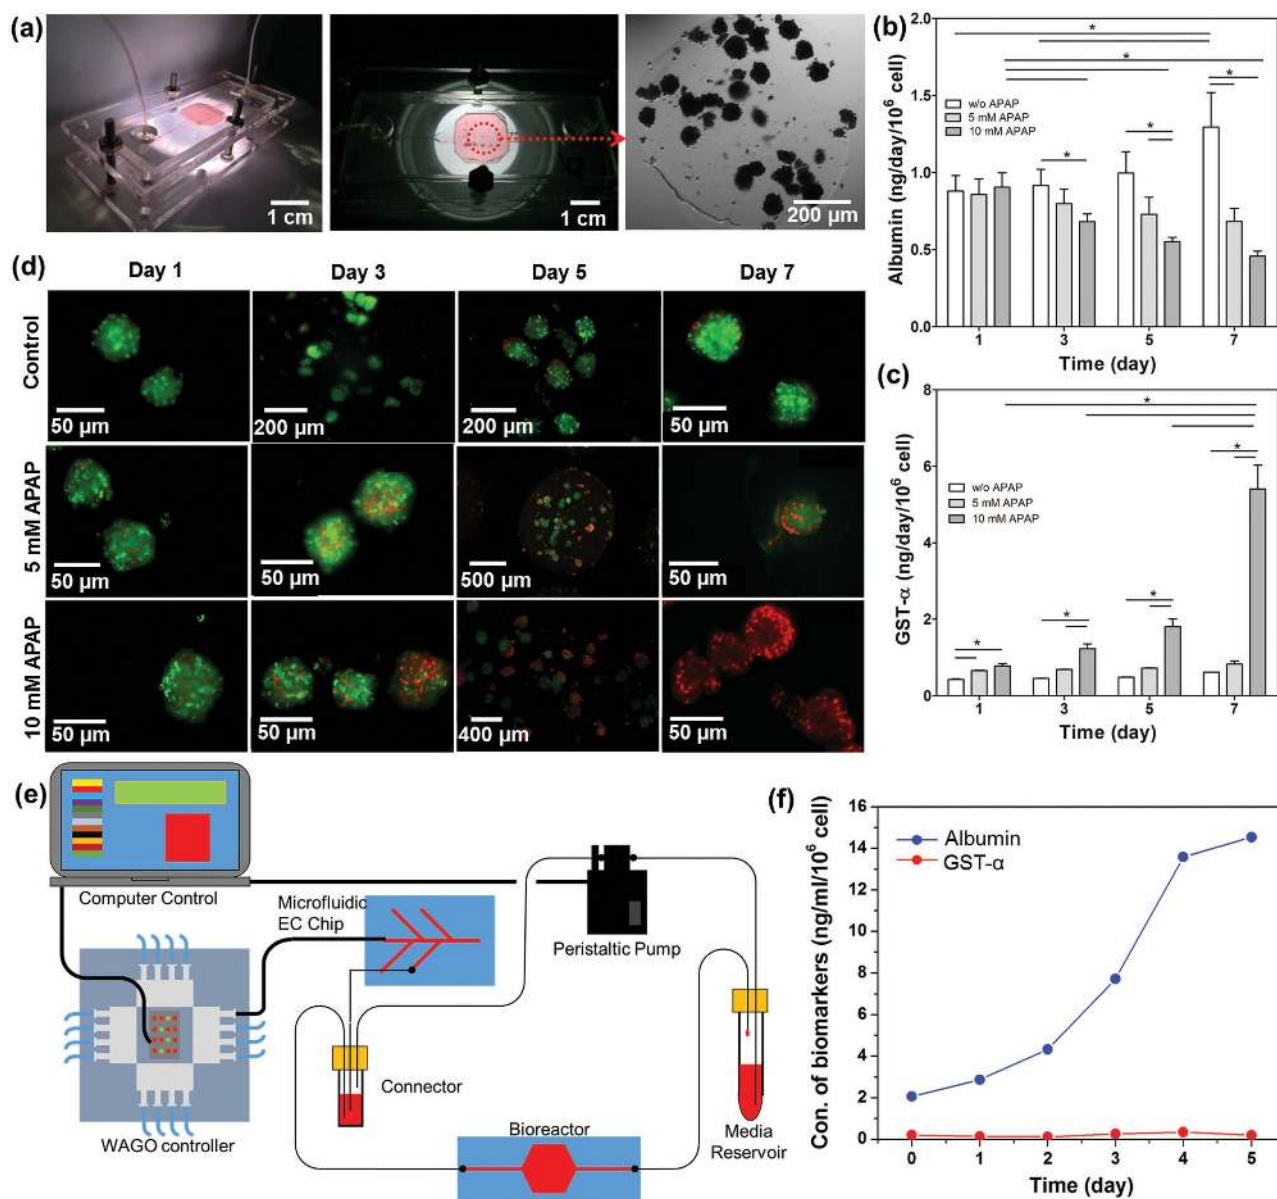 (a)
1 cm
1 cm
200 µm
(b)
Albumin (ng/day/10⁶ cell)
2.0
1.5
1.0
0.5
0.0
w/o APAP
5 mM APAP
10 mM APAP
*
*
*
*
*
1
3
5
7
Time (day)
(c)
GST-α (ng/day/10⁶ cell)
8
6
4
2
0
w/o APAP
5 mM APAP
10 mM APAP
*
*
*
*
*
1
3
5
7
Time (day)
(d)
Day 1
Day 3
Day 5
Day 7
Control
50 µm
200 µm
200 µm
50 µm
5 mM APAP
50 µm
50 µm
500 µm
50 µm
10 mM APAP
50 µm
50 µm
400 µm
50 µm
(e)
Computer Control
Microfluidic
EC Chip
Peristaltic Pump
WAGO controller
Connector
Bioreactor
Media
Reservoir
(f)
Con. of biomarkers (ng/ml/10⁶ cell)
16
14
12
10
8
6
4
2
0
Albumin
GST-α
0
1
2
3
4
5
Time (day)